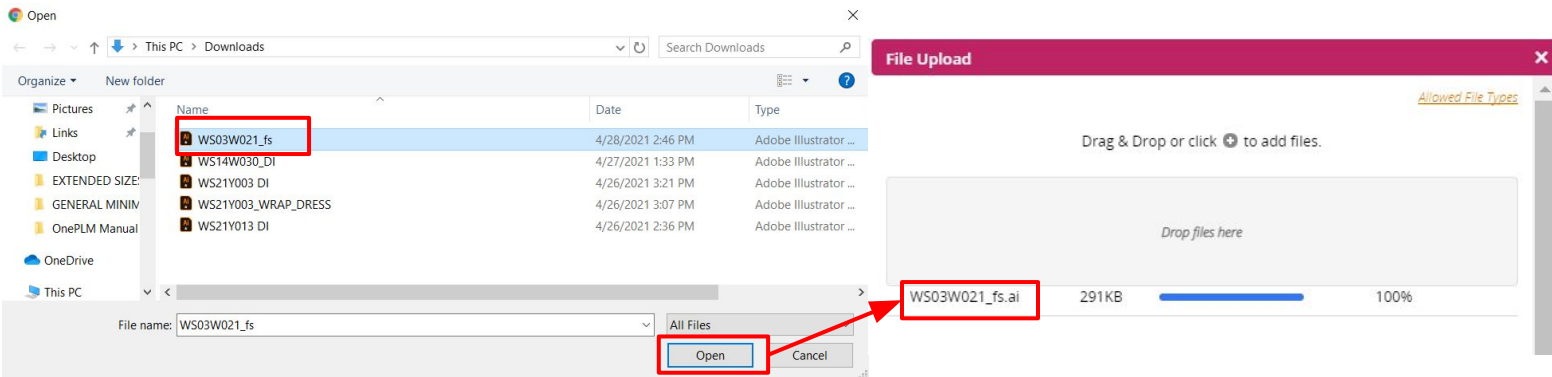 Open
This PC > Downloads
Search Downloads
Organize
New folder
Pictures
Links
Desktop
EXTENDED SIZE
GENERAL MINIM
OnePLM Manual
OneDrive
This PC
Name Date Type
WS03W021_fs 4/28/2021 2:46 PM Adobe Illustrator ...
WS14W030_DI 4/27/2021 1:33 PM Adobe Illustrator ...
WS21Y003 DI 4/26/2021 3:21 PM Adobe Illustrator ...
WS21Y003_WRAP_DRESS 4/26/2021 3:07 PM Adobe Illustrator ...
WS21Y013 DI 4/26/2021 2:36 PM Adobe Illustrator ...
File name: WS03W021_fs
All Files
Open Cancel
File Upload
Allowed File Types
Drag & Drop or click to add files.
Drop files here
WS03W021_fs.ai 291KB 100%